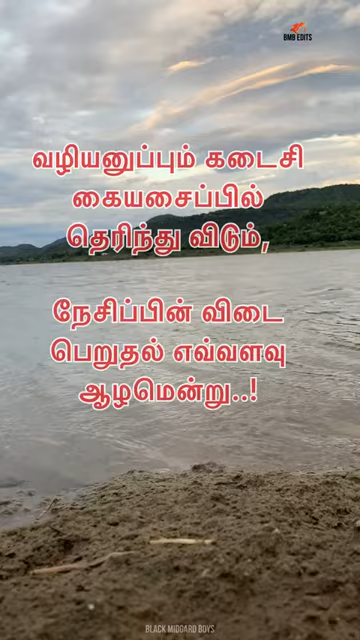 BMB EDITS
வழியனுப்பும் கடைசி
கையசைப்பில்
தெரிந்து விடும்,
நேசிப்பின் விடை
பெறுதல் எவ்வளவு
ஆழமென்று..!
BLACK MIDDARD BOYS